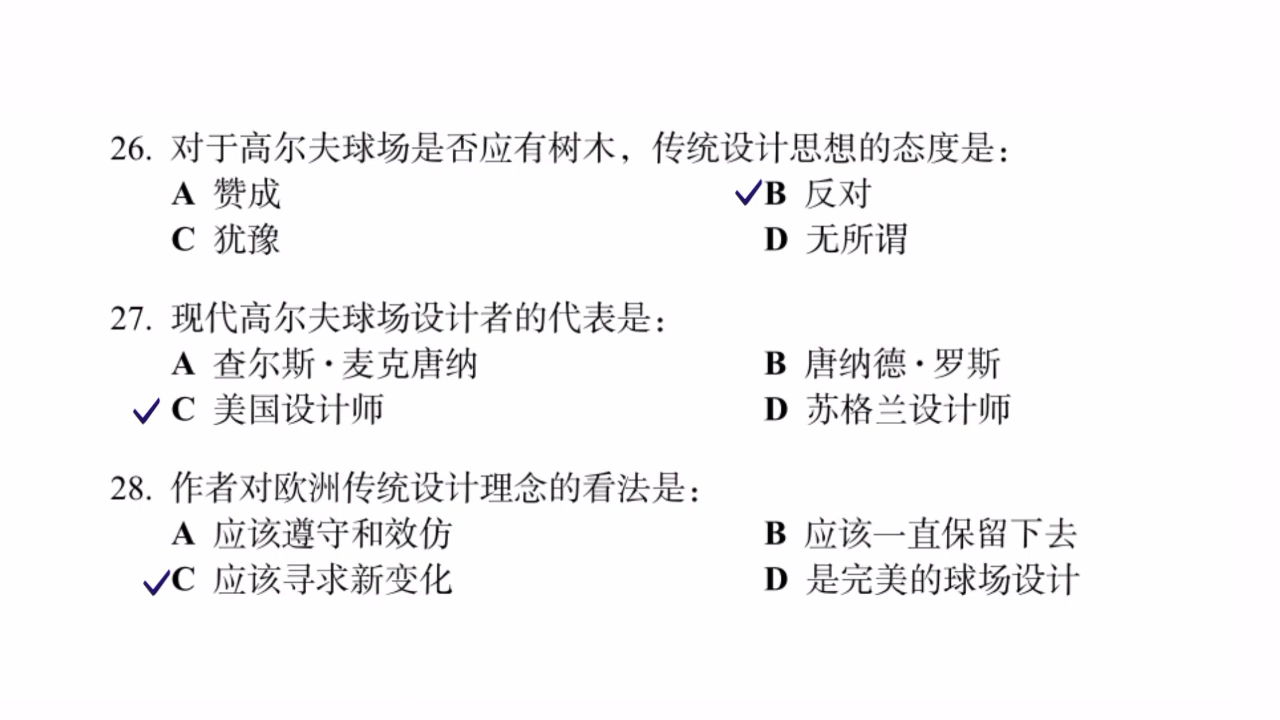 26. 对于高尔夫球场是否应有树木，传统设计思想的态度是：
A 赞成 ✓B 反对
C 犹豫 D 无所谓
27. 现代高尔夫球场设计者的代表是：
A 查尔斯·麦克唐纳 B 唐纳德·罗斯
✓C 美国设计师 D 苏格兰设计师
28. 作者对欧洲传统设计理念的看法是：
A 应该遵守和效仿 B 应该一直保留下去
✓C 应该寻求新变化 D 是完美的球场设计